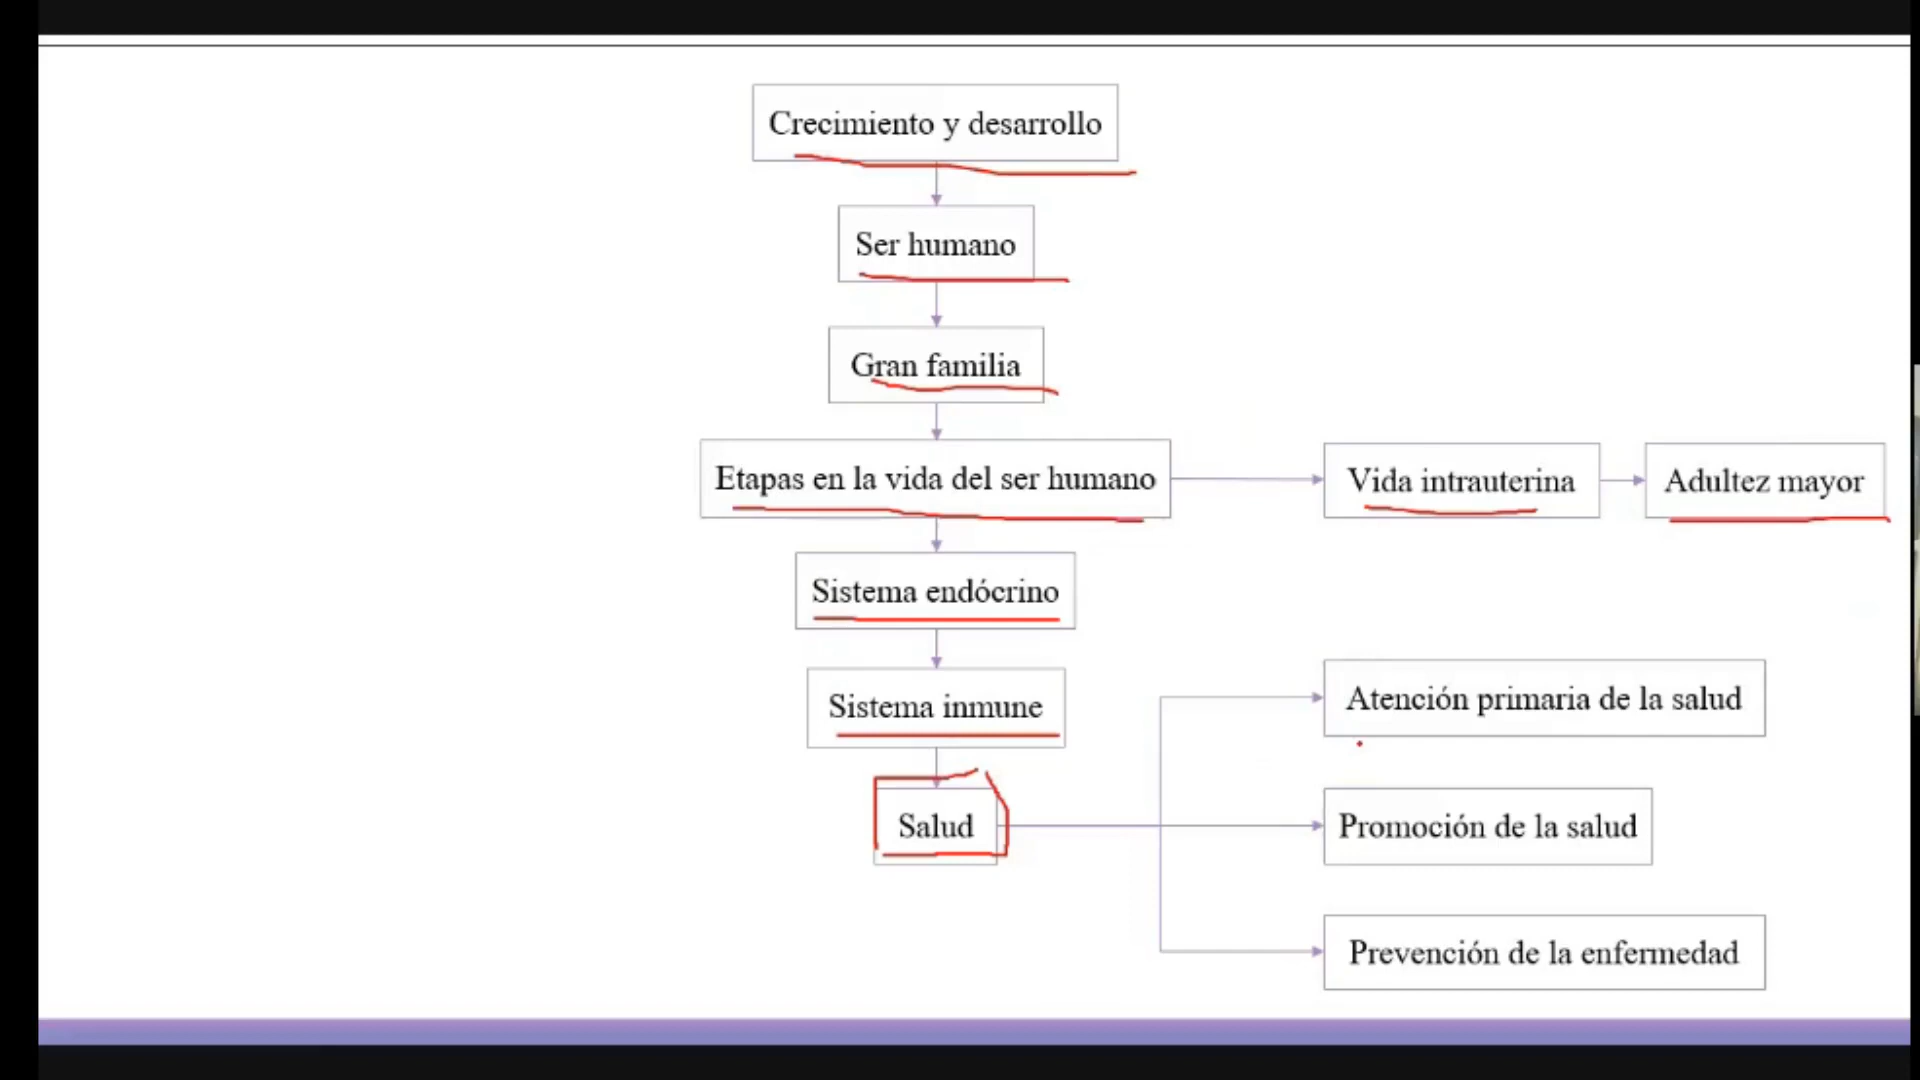 Crecimiento y desarrollo
Ser humano
Gran familia
Etapas en la vida del ser humano
Vida intrauterina
Adultez mayor
Sistema endócrino
Sistema inmune
Salud
Atención primaria de la salud
Promoción de la salud
Prevención de la enfermedad